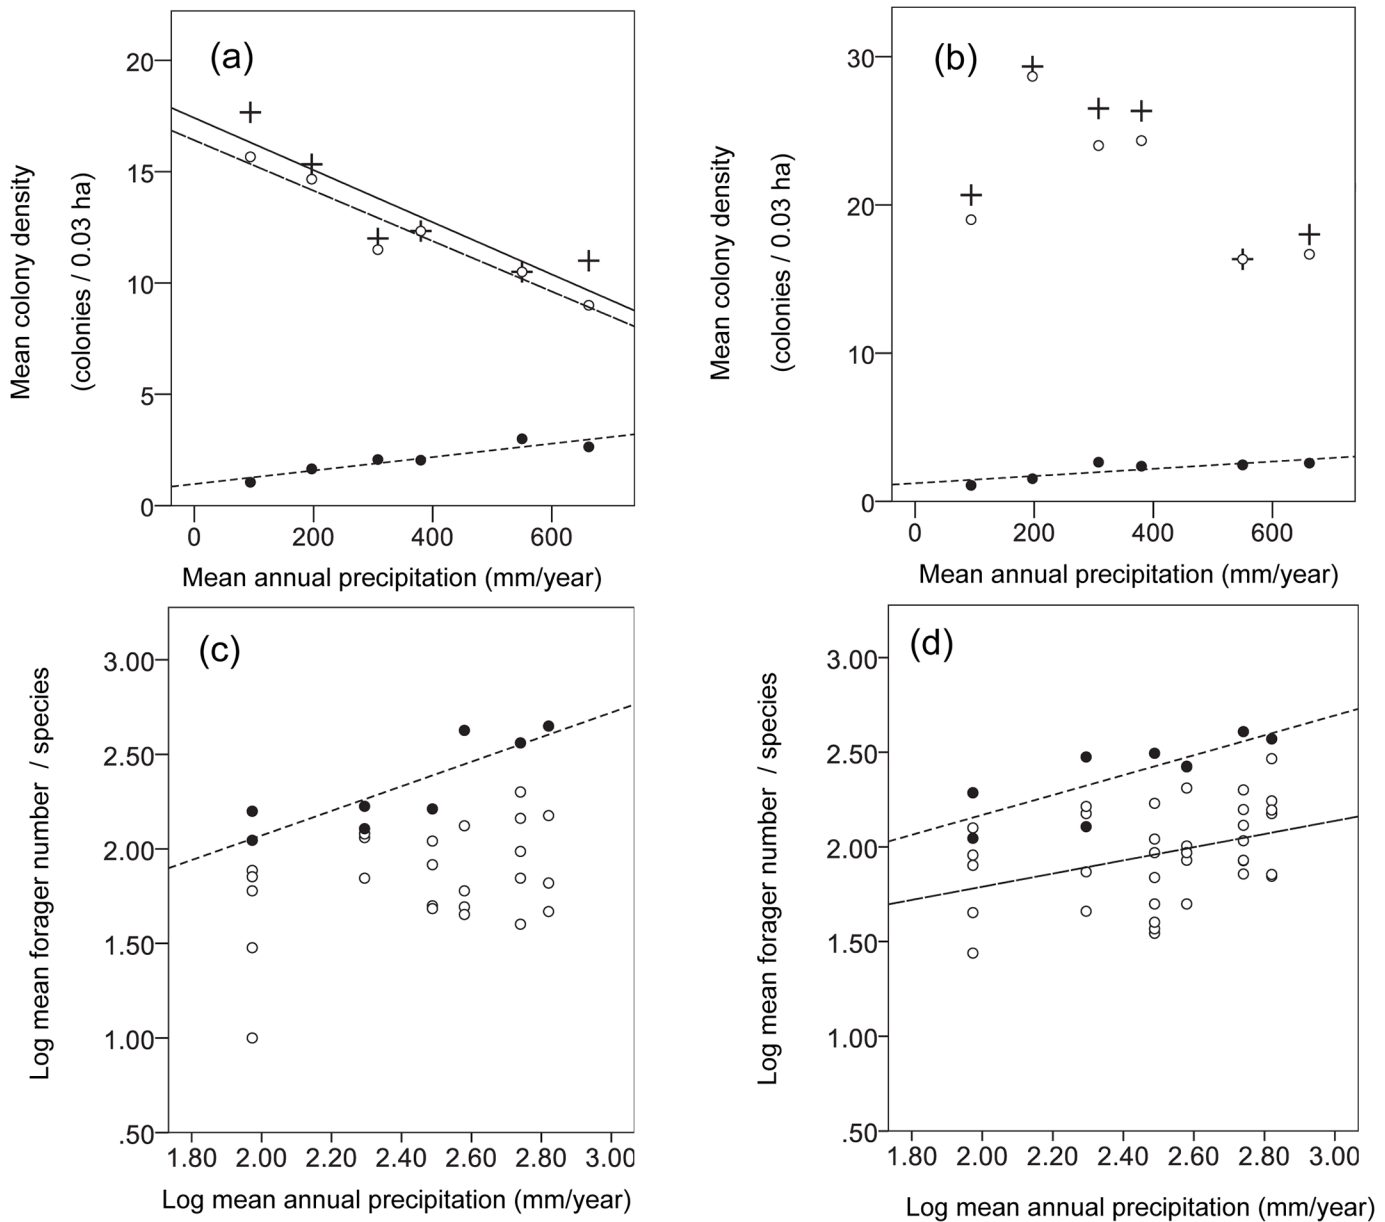 (a)
20
15
10
5
0
0 200 400 600
Mean annual precipitation (mm/year)
Mean colony density
(colonies / 0.03 ha)
(b)
30
20
10
0
0 200 400 600
Mean annual precipitation (mm/year)
Mean colony density
(colonies / 0.03 ha)
(c)
3.00
2.50
2.00
1.50
1.00
.50
1.80 2.00 2.20 2.40 2.60 2.80 3.00
Log mean annual precipitation (mm/year)
Log mean forager number / species
(d)
3.00
2.50
2.00
1.50
1.00
.50
1.80 2.00 2.20 2.40 2.60 2.80 3.00
Log mean annual precipitation (mm/year)
Log mean forager number / species